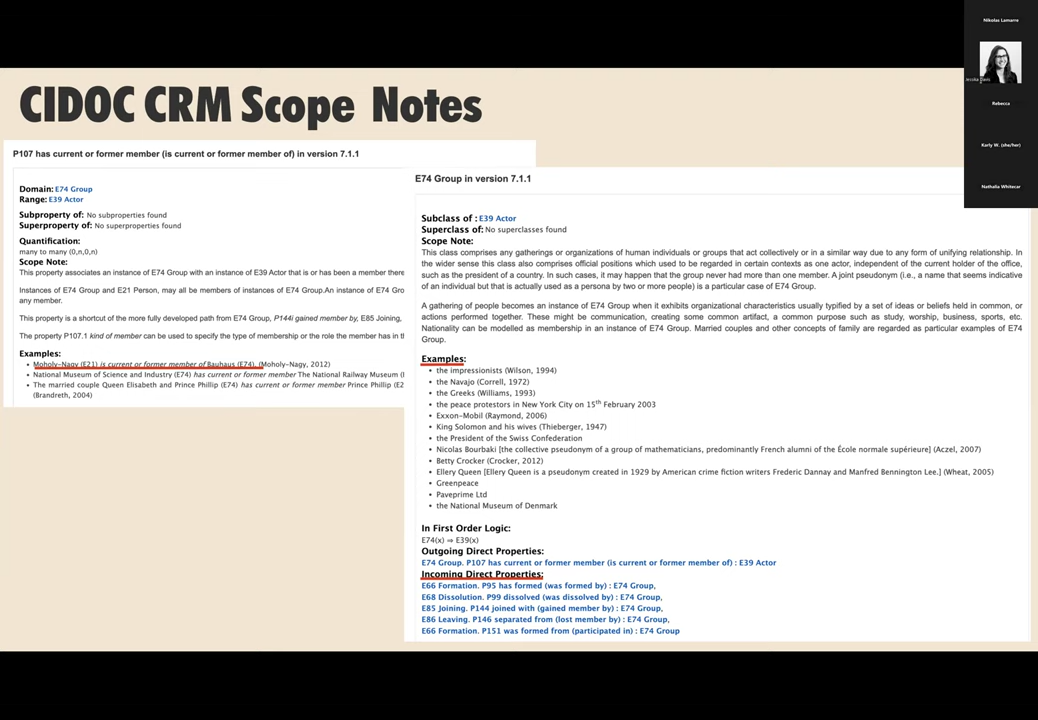 CIDOC CRM Scope Notes
P107 has current or former member (is current or former member of) in version 7.1.1
Domain: E74 Group
Range: E39 Actor
Subproperty of: No subproperties found
Superproperty of: No superproperties found
Quantification:
many to many (0,n,0,n)
Scope Note:
This property associates an instance of E74 Group with an instance of E39 Actor that is or has been a member there
Instances of E74 Group and E21 Person, may all be members of instances of E74 Group.An instance of E74 Gro
any member.
This property is a shortcut of the more fully developed path from E74 Group, P144i gained member by, E85 Joining,
The property P107.1 kind of member can be used to specify the type of membership or the role the member has in t
Examples:
• Moholy-Nagy (E21) is current or former member of Bauhaus (E74). (Moholy-Nagy, 2012)
• National Museum of Science and Industry (E74) has current or former member The National Railway Museum (
• The married couple Queen Elisabeth and Prince Phillip (E74) has current or former member Prince Phillip (E2
(Brandreth, 2004)
E74 Group in version 7.1.1
Subclass of : E39 Actor
Superclass of: No superclasses found
Scope Note:
This class comprises any gatherings or organizations of human individuals or groups that act collectively or in a similar way due to any form of unifying relationship. In
the wider sense this class also comprises official positions which used to be regarded in certain contexts as one actor, independent of the current holder of the office,
such as the president of a country. In such cases, it may happen that the group never had more than one member. A joint pseudonym (i.e., a name that seems indicative
of an individual but that is actually used as a persona by two or more people) is a particular case of E74 Group.
A gathering of people becomes an instance of E74 Group when it exhibits organizational characteristics usually typified by a set of ideas or beliefs held in common, or
actions performed together. These might be communication, creating some common artifact, a common purpose such as study, worship, business, sports, etc.
Nationality can be modelled as membership in an instance of E74 Group. Married couples and other concepts of family are regarded as particular examples of E74
Group.
Examples:
• the impressionists (Wilson, 1994)
• the Navajo (Correll, 1972)
• the Greeks (Williams, 1993)
• the peace protestors in New York City on 15th February 2003
• Exxon-Mobil (Raymond, 2006)
• King Solomon and his wives (Thieberger, 1947)
• the President of the Swiss Confederation
• Nicolas Bourbaki [the collective pseudonym of a group of mathematicians, predominantly French alumni of the École normale supérieure] (Aczel, 2007)
• Betty Crocker (Crocker, 2012)
• Ellery Queen [Ellery Queen is a pseudonym created in 1929 by American crime fiction writers Frederic Dannay and Manfred Bennington Lee.] (Wheat, 2005)
• Greenpeace
• Paveprime Ltd
• the National Museum of Denmark
In First Order Logic:
E74(x) ⇒ E39(x)
Outgoing Direct Properties:
E74 Group. P107 has current or former member (is current or former member of) : E39 Actor
Incoming Direct Properties:
E66 Formation. P95 has formed (was formed by) : E74 Group,
E68 Dissolution. P99 dissolved (was dissolved by) : E74 Group,
E85 Joining. P144 joined with (gained member by) : E74 Group,
E86 Leaving. P146 separated from (lost member by) : E74 Group,
E66 Formation. P151 was formed from (participated in) : E74 Group
Nikolas Lamarre
Jessika Davis
Rebecca
Karly W. (she/her)
Nathalia Whitecar